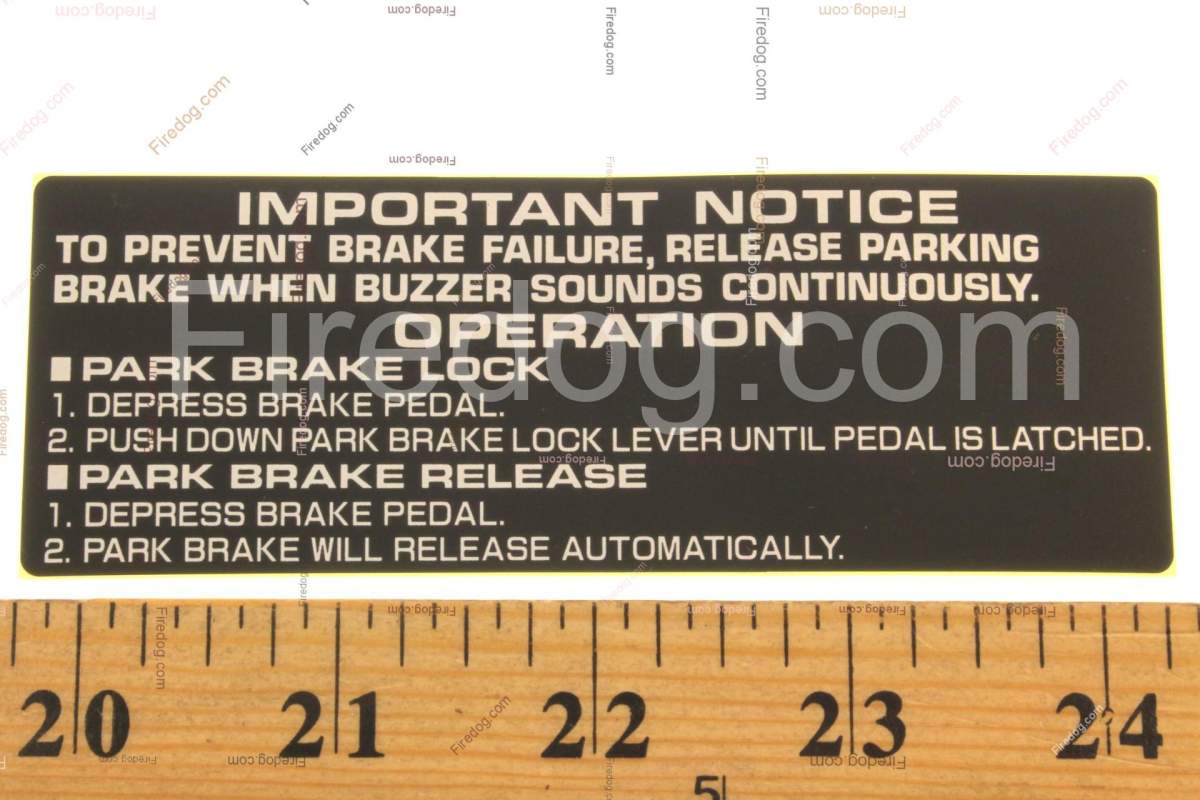 IMPORTANT NOTICE
TO PREVENT BRAKE FAILURE, RELEASE PARKING
BRAKE WHEN BUZZER SOUNDS CONTINUOUSLY.
OPERATION
■ PARK BRAKE LOCK
1. DEPRESS BRAKE PEDAL.
2. PUSH DOWN PARK BRAKE LOCK LEVER UNTIL PEDAL IS LATCHED.
■ PARK BRAKE RELEASE
1. DEPRESS BRAKE PEDAL.
2. PARK BRAKE WILL RELEASE AUTOMATICALLY.
Firedog.com
20 21 22 23 24
5